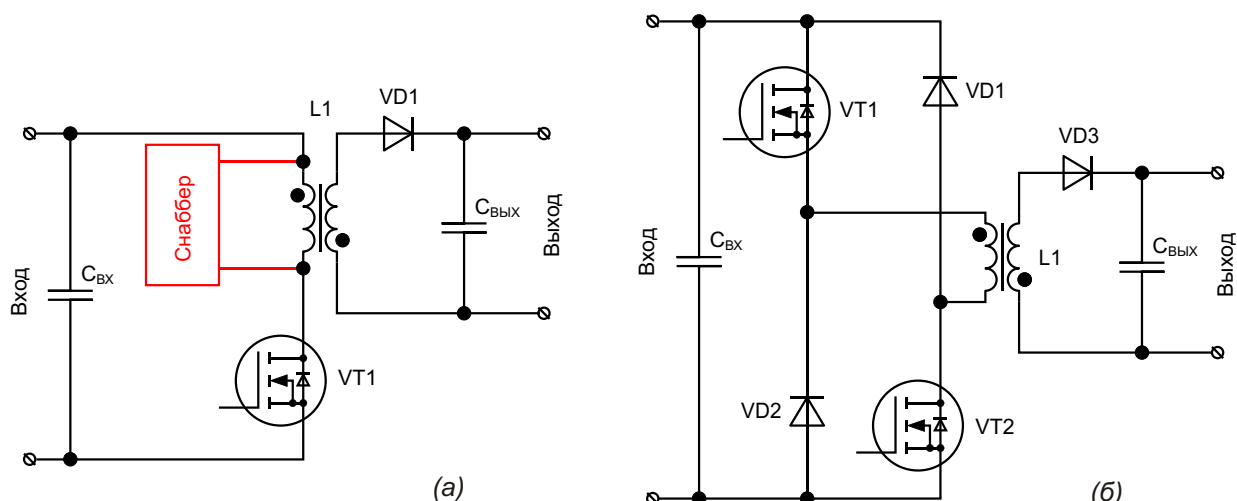 L1
VD1
Снаббер
Вход
CВХ
CВЫХ
Выход
VT1
(а)
VT1
VD1
VD3
Вход
CВХ
L1
CВЫХ
Выход
VD2
VT2
(б)